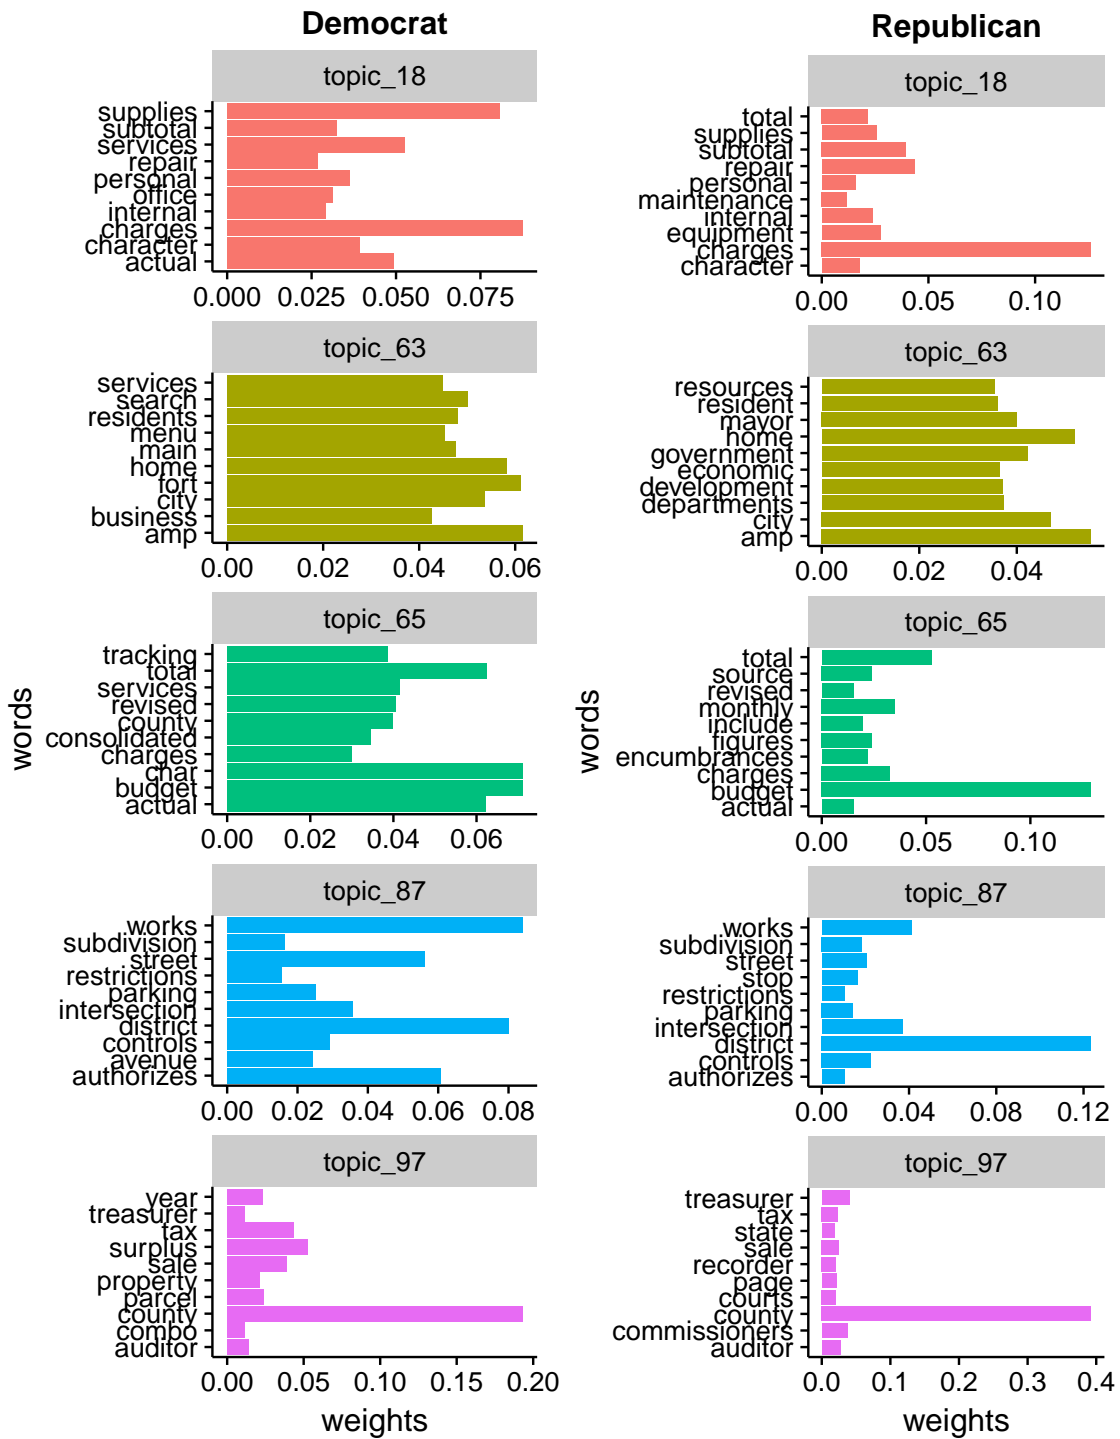 Democrat
topic_18
supplies
subtotal
services
repair
personal
office
internal
charges
character
actual
0.000 0.025 0.050 0.075
topic_63
services
search
residents
menu
main
home
fort
city
business
amp
0.00 0.02 0.04 0.06
topic_65
tracking
total
services
revised
county
consolidated
charges
char
budget
actual
0.00 0.02 0.04 0.06
topic_87
works
subdivision
street
restrictions
parking
intersection
district
controls
avenue
authorizes
0.00 0.02 0.04 0.06 0.08
topic_97
year
treasurer
tax
surplus
sale
property
parcel
county
combo
auditor
0.00 0.05 0.10 0.15 0.20
weights
words
Republican
topic_18
total
supplies
subtotal
repair
personal
maintenance
internal
equipment
charges
character
0.00 0.05 0.10
topic_63
resources
resident
mayor
home
government
economic
development
departments
city
amp
0.00 0.02 0.04
topic_65
total
source
revised
monthly
include
figures
encumbrances
charges
budget
actual
0.00 0.05 0.10
topic_87
works
subdivision
street
stop
restrictions
parking
intersection
district
controls
authorizes
0.00 0.04 0.08 0.12
topic_97
treasurer
tax
state
sale
recorder
page
courts
county
commissioners
auditor
0.0 0.1 0.2 0.3 0.4
weights
words